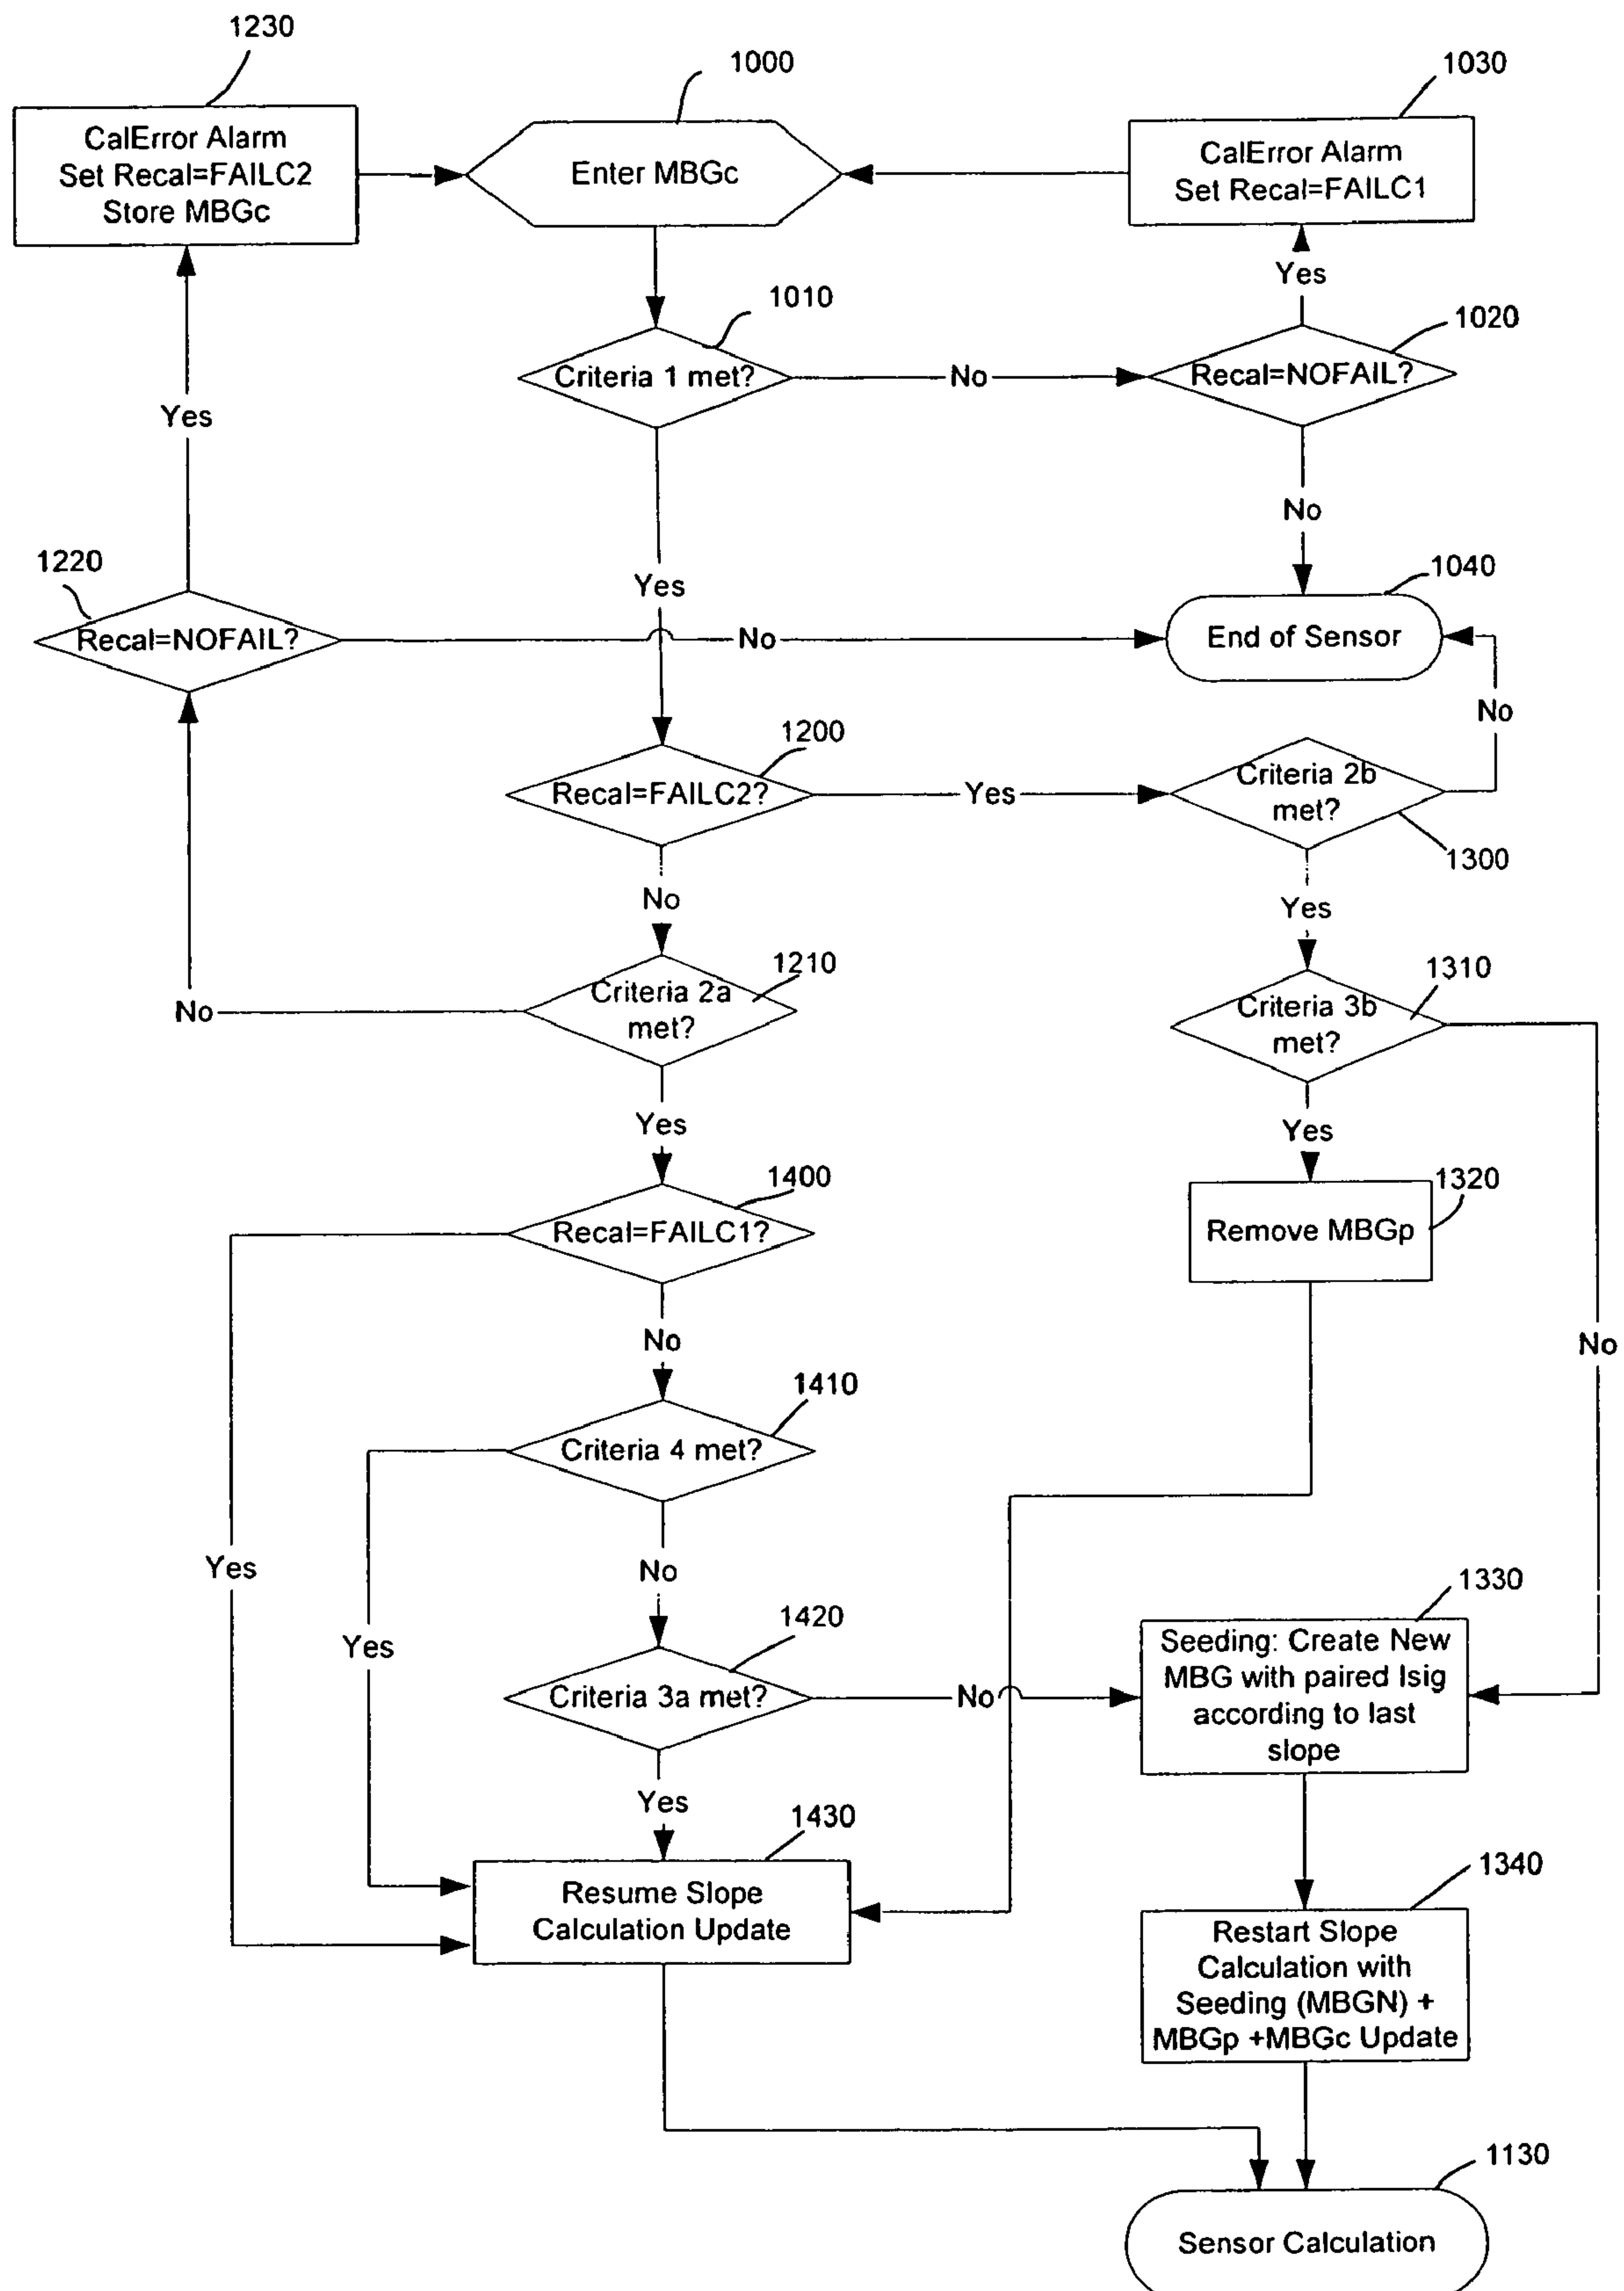 1230
1000
1030
CalError Alarm
Set Recal=FAILC2
Store MBGc
Enter MBGc
CalError Alarm
Set Recal=FAILC1
Yes
1010
1020
Criteria 1 met?
No
Recal=NOFAIL?
Yes
No
1220
Yes
1040
Recal=NOFAIL?
No
End of Sensor
No
1200
Recal=FAILC2?
Yes
Criteria 2b
met?
1300
No
Yes
1210
Criteria 2a
met?
No
1310
Criteria 3b
met?
Yes
Yes
1400
Recal=FAILC1?
1320
Remove MBGp
No
No
1410
Criteria 4 met?
Yes
No
Yes
1420
Criteria 3a met?
No
1330
Seeding: Create New
MBG with paired Isig
according to last
slope
Yes
1430
Resume Slope
Calculation Update
1340
Restart Slope
Calculation with
Seeding (MBGN) +
MBGp +MBGc Update
1130
Sensor Calculation